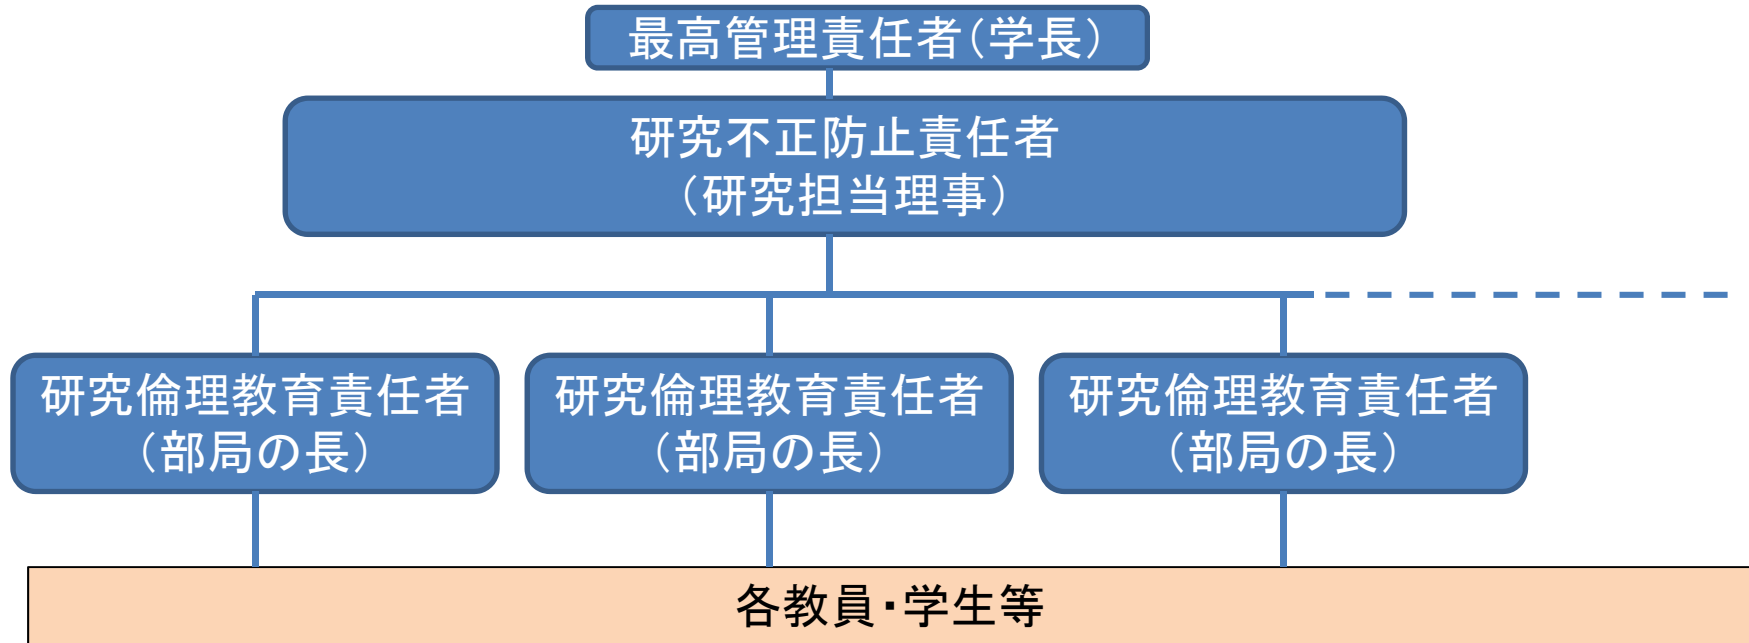 最高管理責任者（学長）
研究不正防止責任者
（研究担当理事）
研究倫理教育責任者
（部局の長）
研究倫理教育責任者
（部局の長）
研究倫理教育責任者
（部局の長）
各教員・学生等